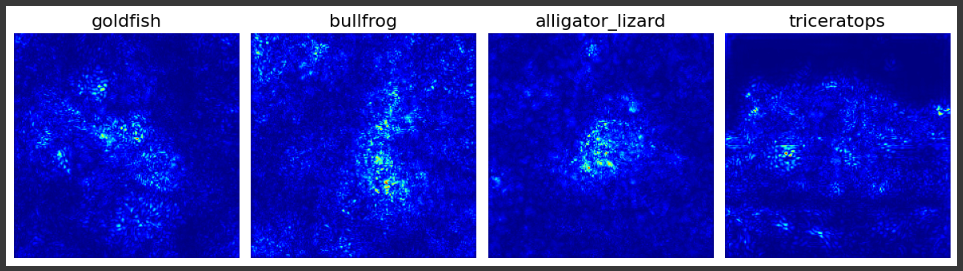 goldfish
bullfrog
alligator_lizard
triceratops